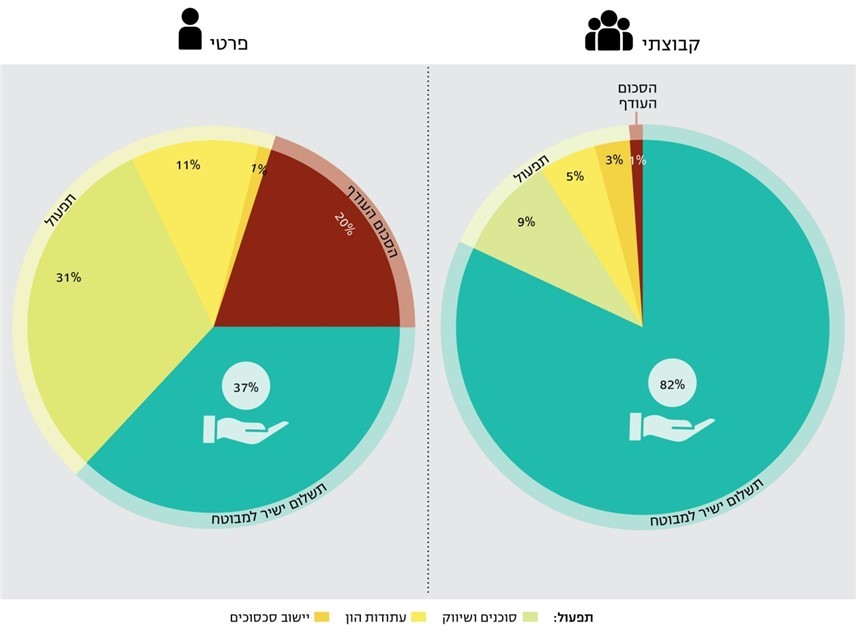 קבוצתי
הסכום
העודף
1%
3%
5%
9%
תפעול
82%
תשלום ישיר למבוטח
פרטי
הסכום העודף
20%
1%
11%
31%
תפעול
37%
תשלום ישיר למבוטח
תפעול: סוכנים ושיווק עתודות הון יישוב סכסוכים